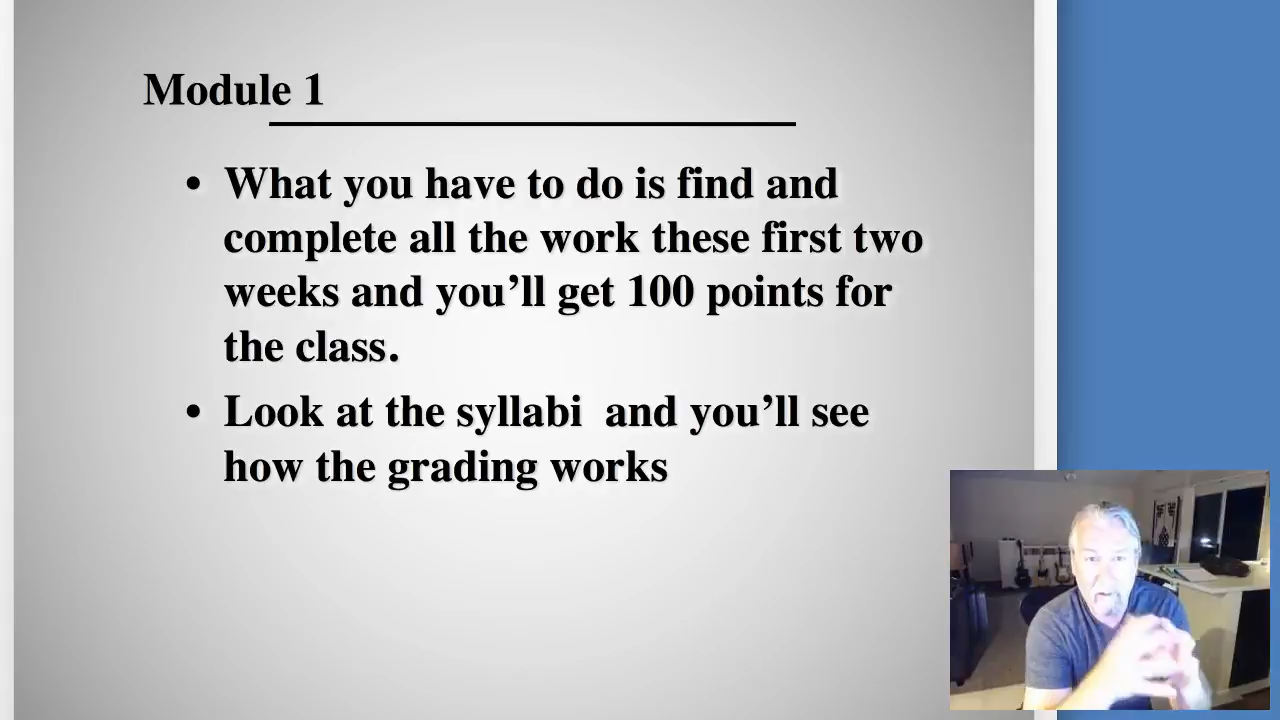 Module 1
• What you have to do is find and
complete all the work these first two
weeks and you’ll get 100 points for
the class.
• Look at the syllabi  and you’ll see
how the grading works